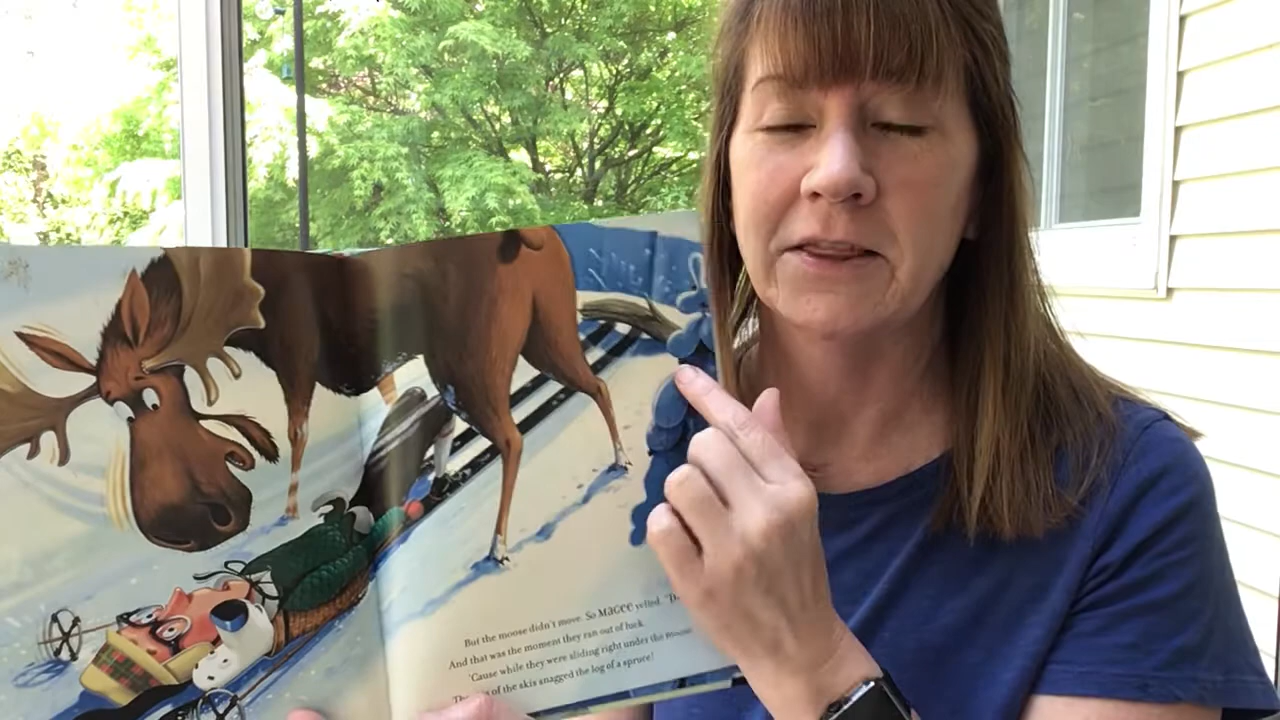 But the moose didn't move. So Magee yelled, "D
And that was the moment they ran out of luck.
'Cause while they were sliding right under the moose
of the skis snagged the log of a spruce!